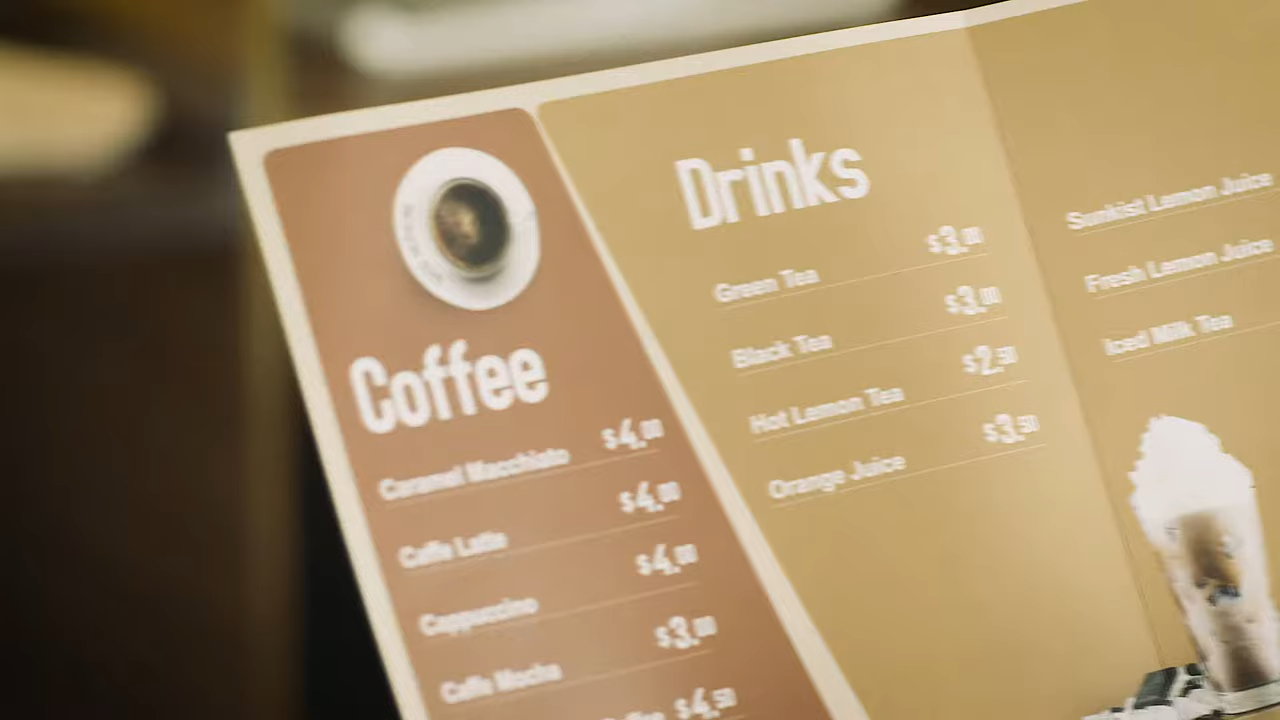 Coffee
Caramel Macchiato $4.00
Caffe Latte $4.00
Cappuccino $4.00
Caffe Mocha $3.00
Coffee $4.50
Drinks
Green Tea $3.00
Black Tea $3.00
Hot Lemon Tea $2.50
Orange Juice $3.50
Sunkist Lemon Juice
Fresh Lemon Juice
Iced Milk Tea